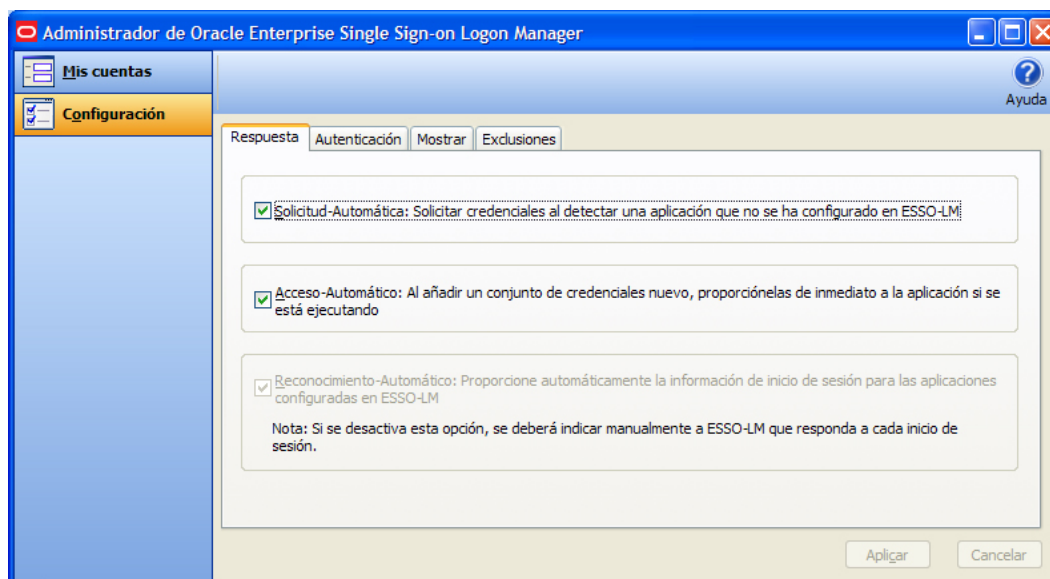 Administrador de Oracle Enterprise Single Sign-on Logon Manager
Mis cuentas
Configuración
Ayuda
Respuesta
Autenticación
Mostrar
Exclusiones
Solicitud-Automática: Solicitar credenciales al detectar una aplicación que no se ha configurado en ESSO-LM
Acceso-Automático: Al añadir un conjunto de credenciales nuevo, proporciónelas de inmediato a la aplicación si se
está ejecutando
Reconocimiento-Automático: Proporcione automáticamente la información de inicio de sesión para las aplicaciones
configuradas en ESSO-LM
Nota: Si se desactiva esta opción, se deberá indicar manualmente a ESSO-LM que responda a cada inicio de
sesión.
Aplicar
Cancelar